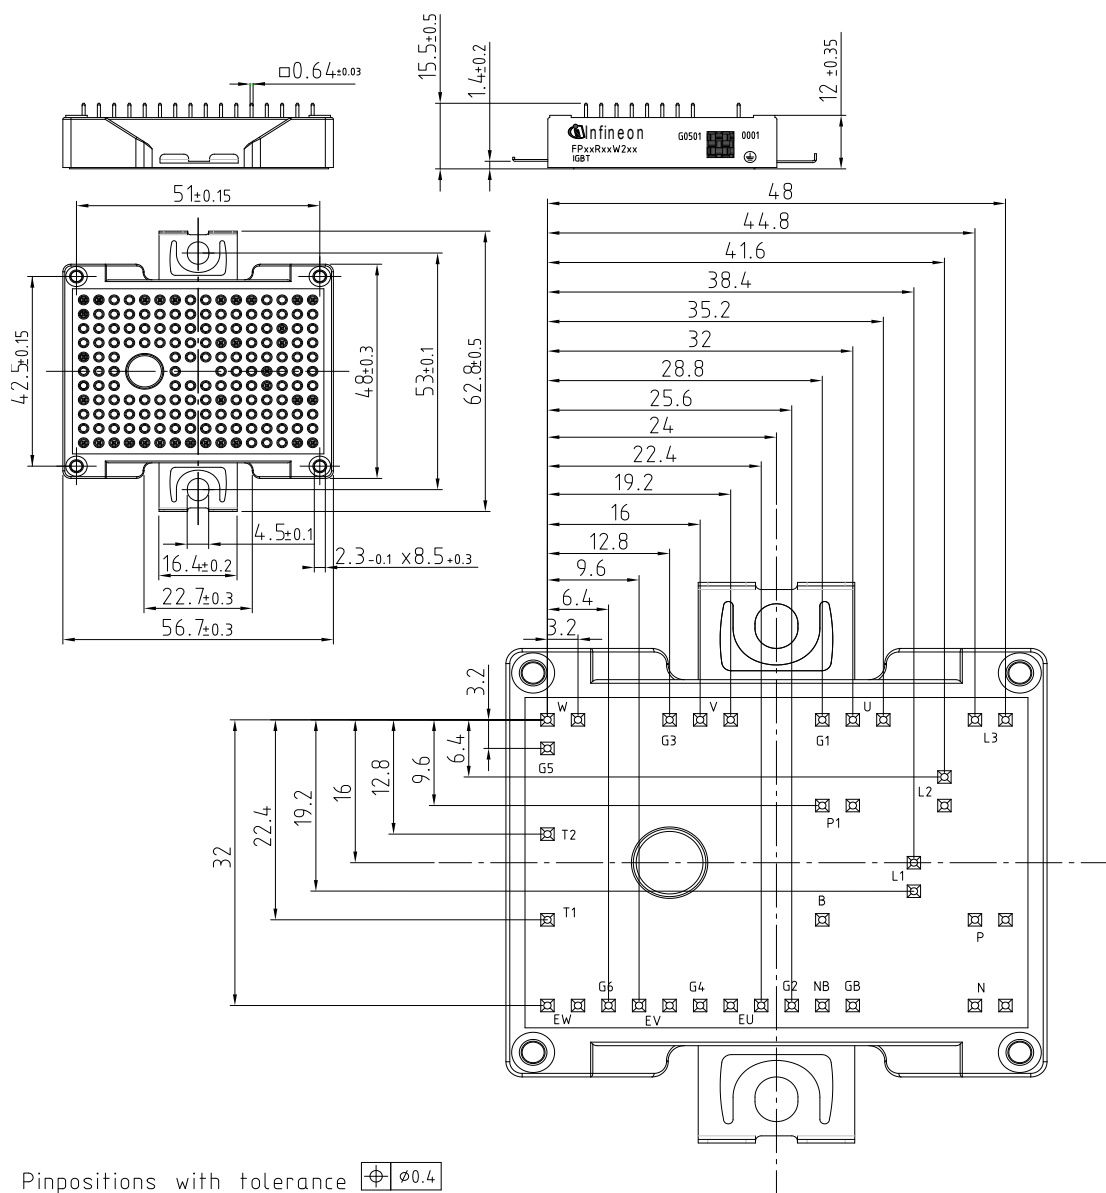 □0.64±0.03
15.5±0.5
1.4±0.2
12 ±0.35
Infineon
FPxxRxxW2xx
IGBT
G0501
0001
51±0.15
42.5±0.15
48±0.3
53±0.1
62.8±0.5
4.5±0.1
16.4±0.2
2.3-0.1 x8.5+0.3
22.7±0.3
56.7±0.3
48
44.8
41.6
38.4
35.2
32
28.8
25.6
24
22.4
19.2
16
12.8
9.6
6.4
3.2
3.2
6.4
9.6
12.8
16
19.2
22.4
32
W
V
U
G3
G1
L3
G5
L2
P1
T2
L1
T1
B
P
G6
G4
G2
NB
GB
N
EW
EV
EU
Pinpositions with tolerance ⌖ ⌀0.4